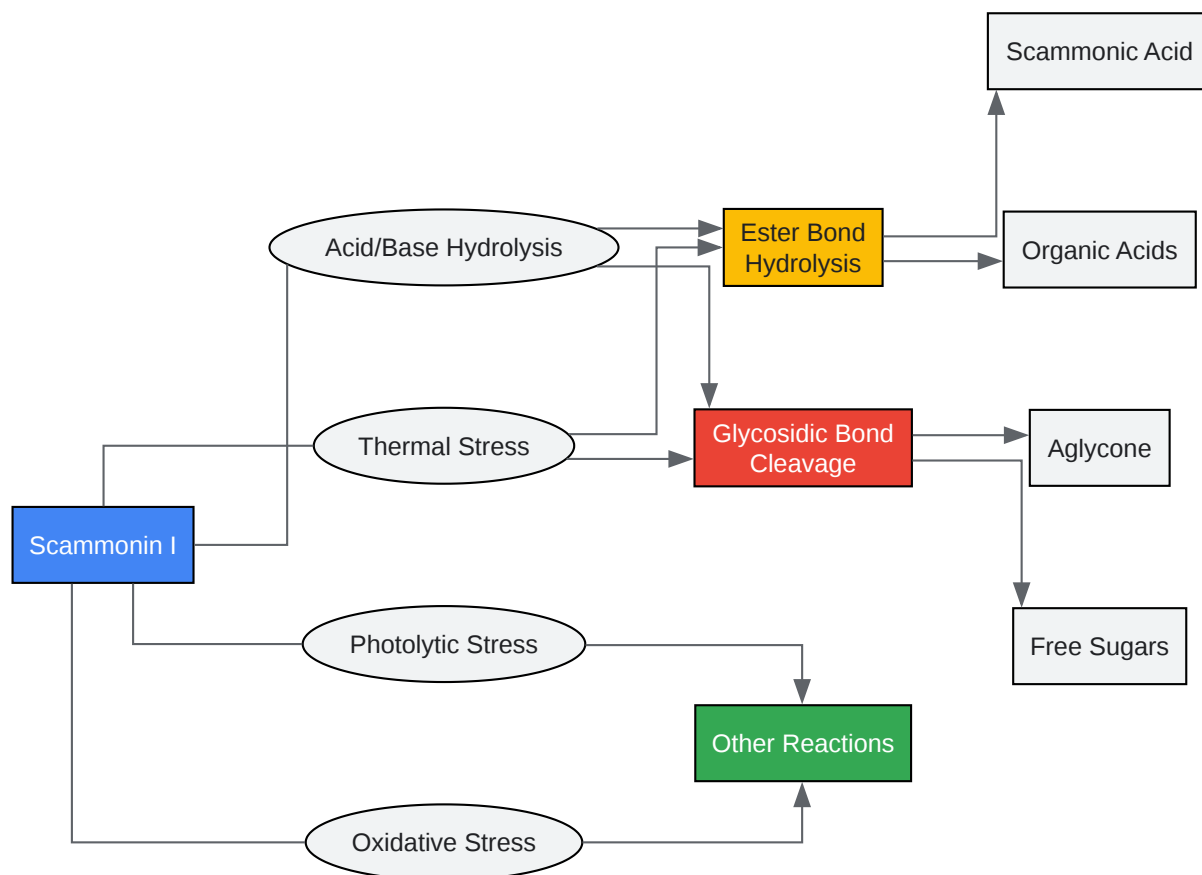 Scammonic Acid
Acid/Base Hydrolysis
Ester Bond
Hydrolysis
Organic Acids
Thermal Stress
Glycosidic Bond
Cleavage
Aglycone
Scammonin I
Photolytic Stress
Free Sugars
Other Reactions
Oxidative Stress